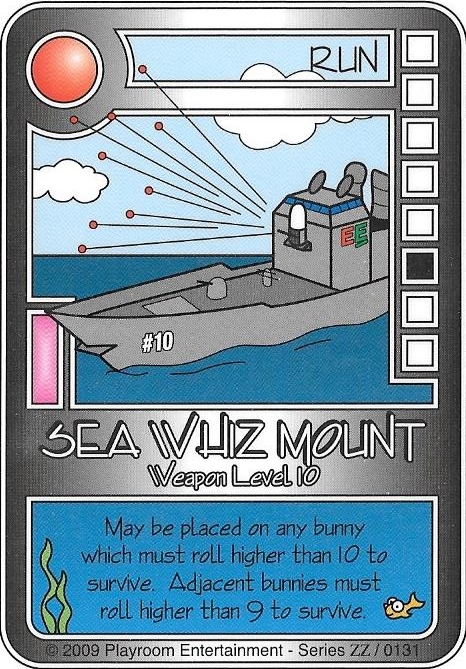 RUN
EE
#10
SEA WHIZ MOUNT
Weapon Level 10
May be placed on any bunny
which must roll higher than 10 to
survive. Adjacent bunnies must
roll higher than 9 to survive.
© 2009 Playroom Entertainment - Series ZZ / 0131